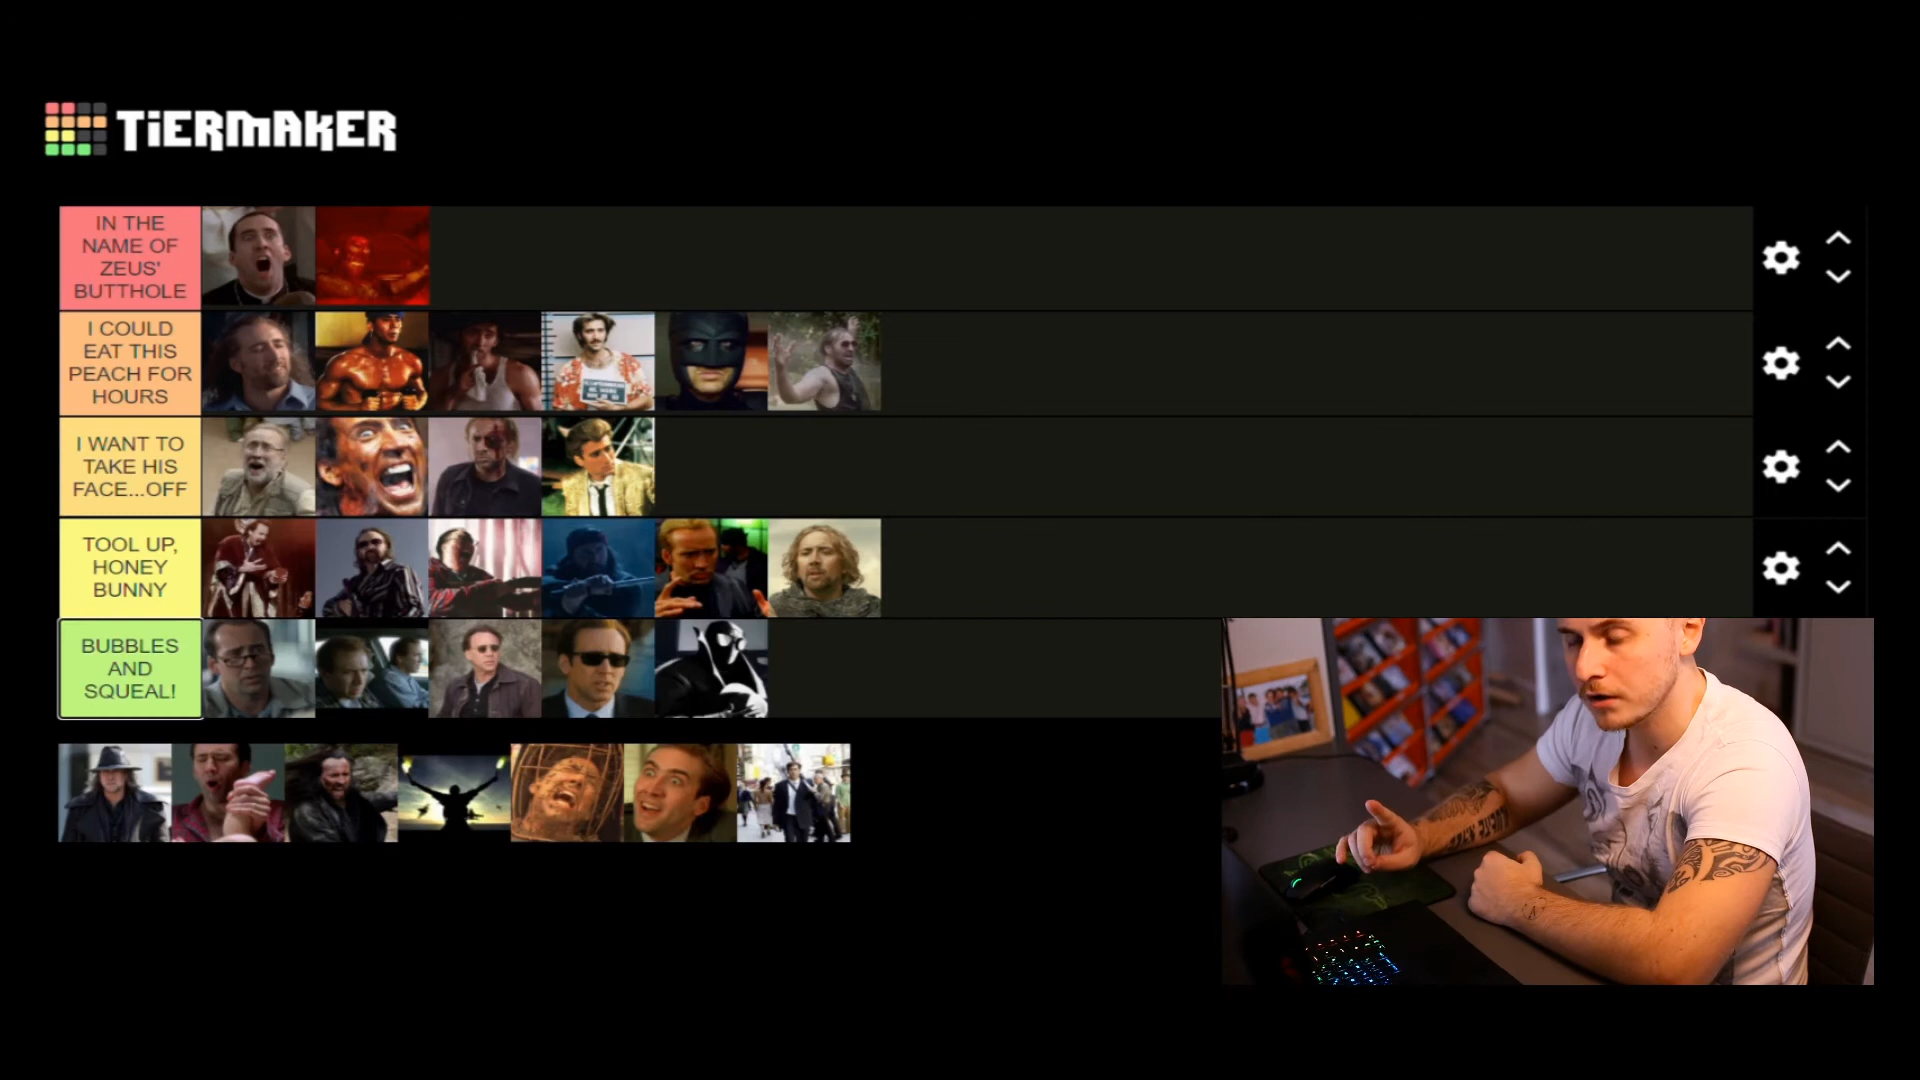 TiERMAKER
IN THE
NAME OF
ZEUS'
BUTTHOLE
I COULD
EAT THIS
PEACH FOR
HOURS
I WANT TO
TAKE HIS
FACE...OFF
TOOL UP,
HONEY
BUNNY
BUBBLES
AND
SQUEAL!